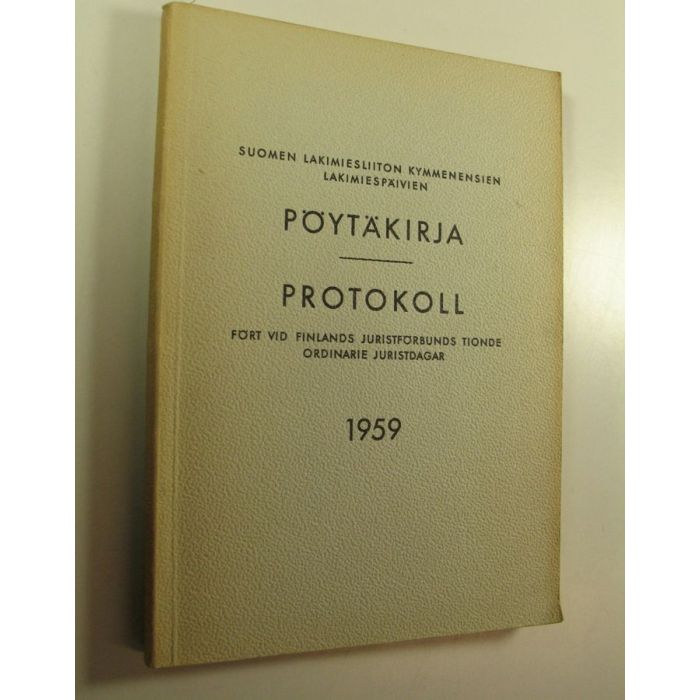 SUOMEN LAKIMIESLIITON KYMMENENSIEN
LAKIMIESPÄIVIEN
PÖYTÄKIRJA
PROTOKOLL
FÖRT VID FINLANDS JURISTFÖRBUNDS TIONDE
ORDINARIE JURISTDAGAR
1959